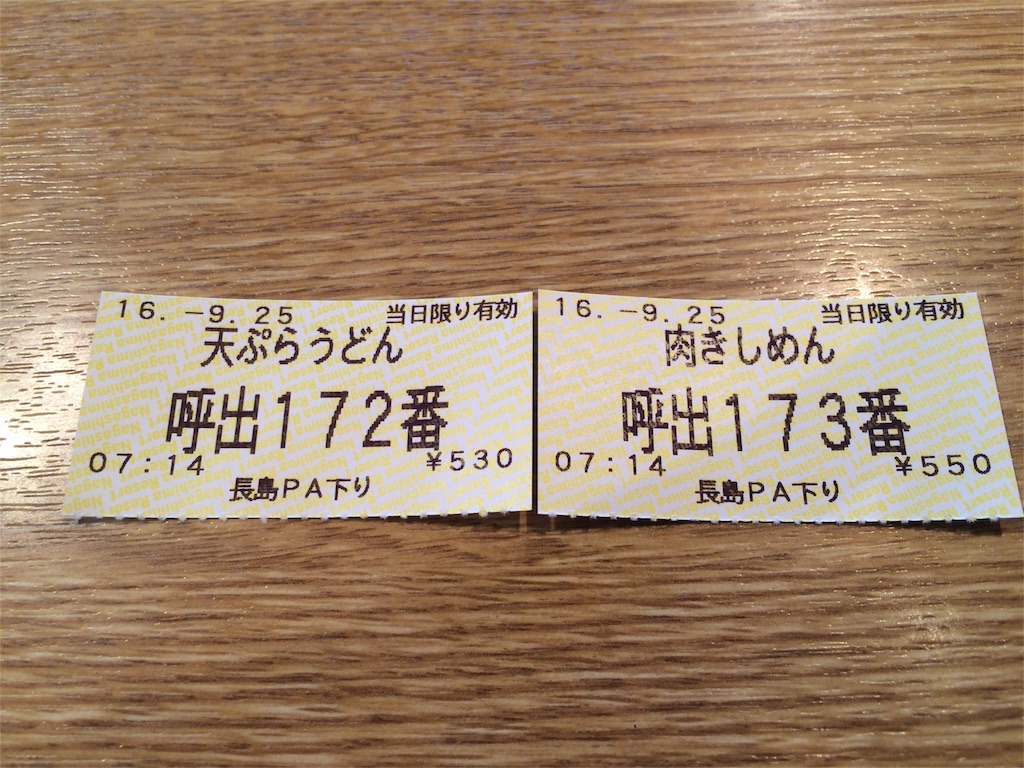 16.-9.25 当日限り有効
天ぷらうどん
呼出172番
07:14 ¥530
長島PA下り
16.-9.25 当日限り有効
肉きしめん
呼出173番
07:14 ¥550
長島PA下り